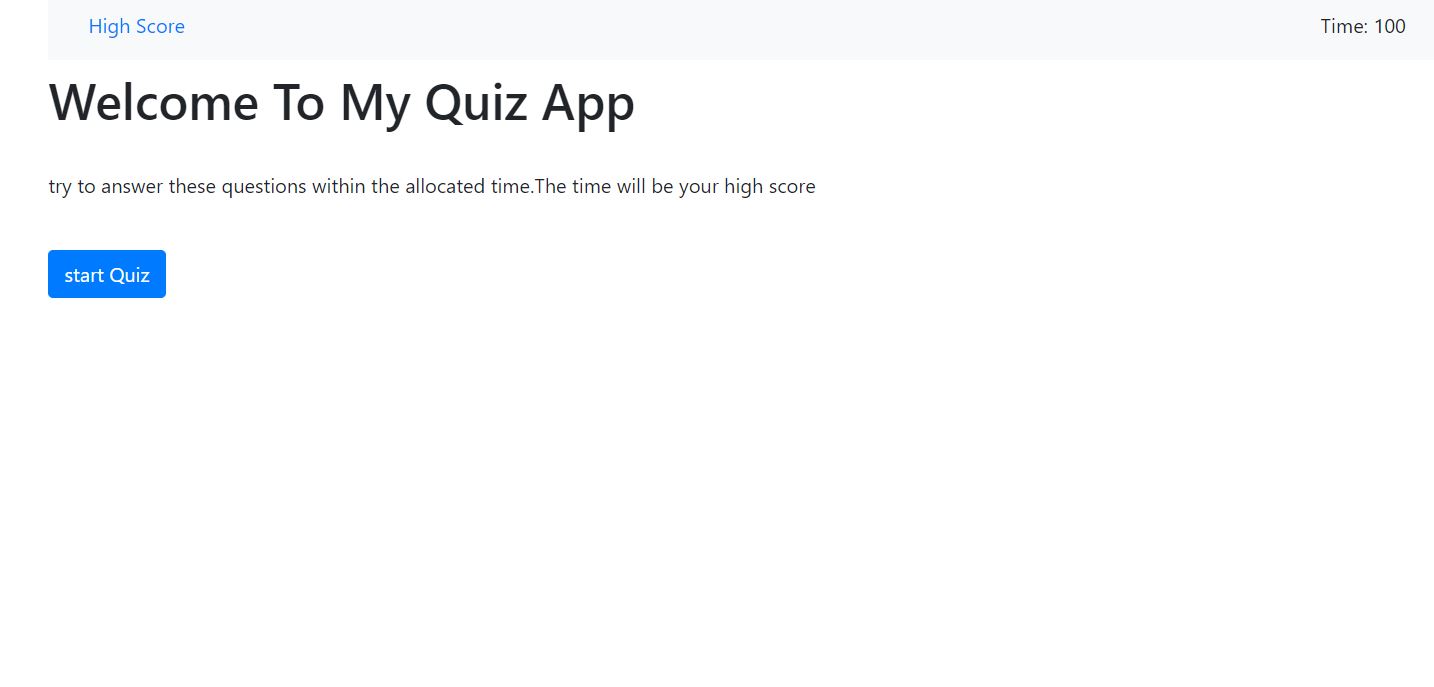 High Score Time: 100
Welcome To My Quiz App
try to answer these questions within the allocated time.The time will be your high score
start Quiz